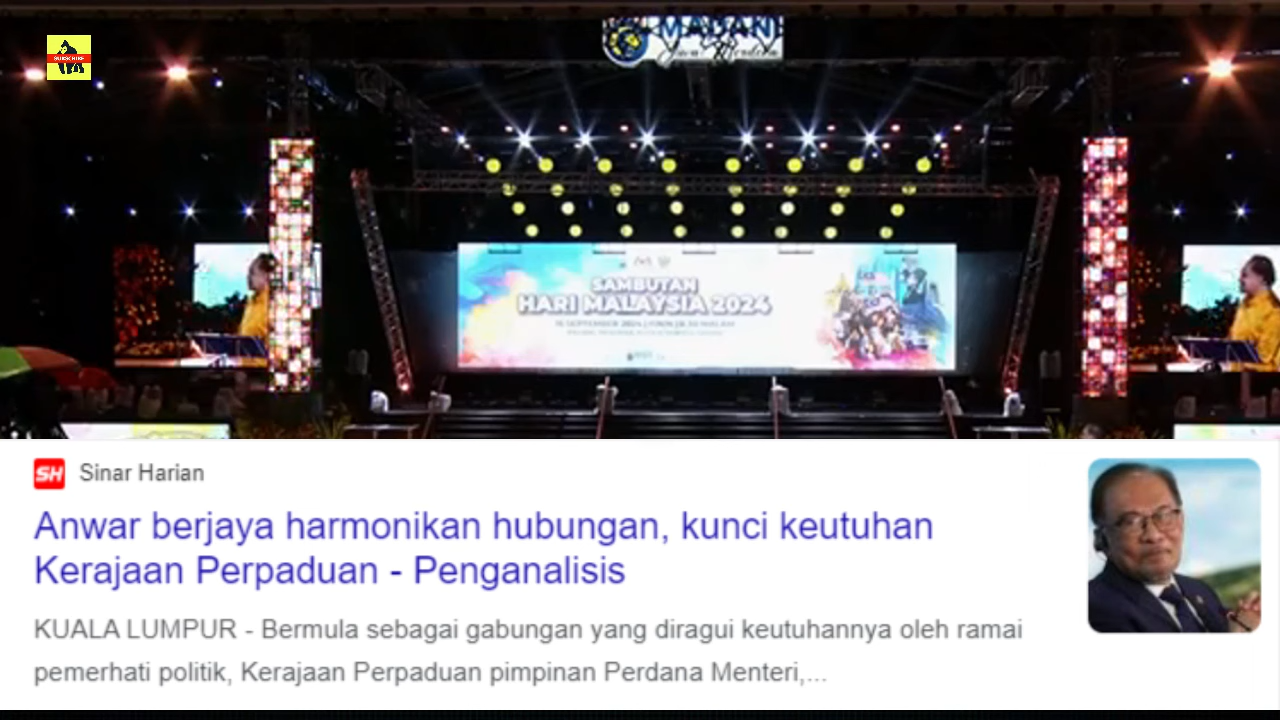 MADANI
SUBSCRIBE
SAMBUTAN
HARI MALAYSIA 2024
SH Sinar Harian
Anwar berjaya harmonikan hubungan, kunci keutuhan
Kerajaan Perpaduan - Penganalisis
KUALA LUMPUR - Bermula sebagai gabungan yang diragui keutuhannya oleh ramai
pemerhati politik, Kerajaan Perpaduan pimpinan Perdana Menteri,...